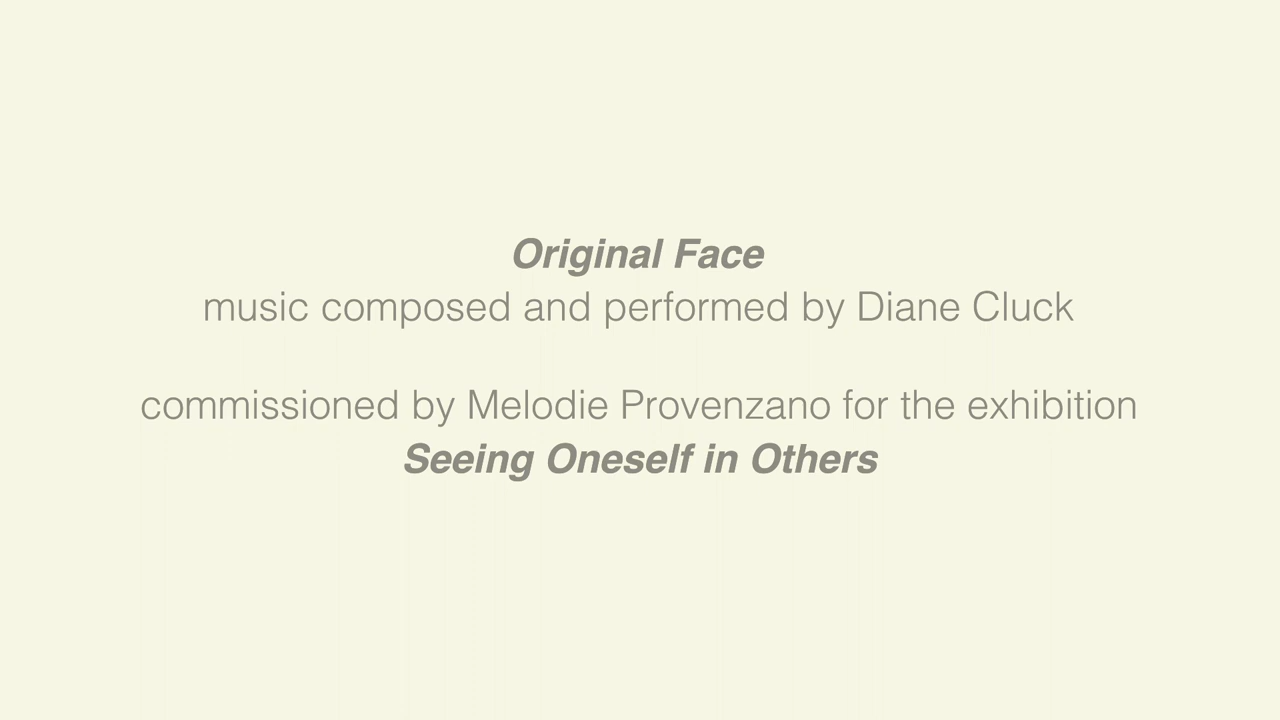 Original Face
music composed and performed by Diane Cluck
commissioned by Melodie Provenzano for the exhibition
Seeing Oneself in Others